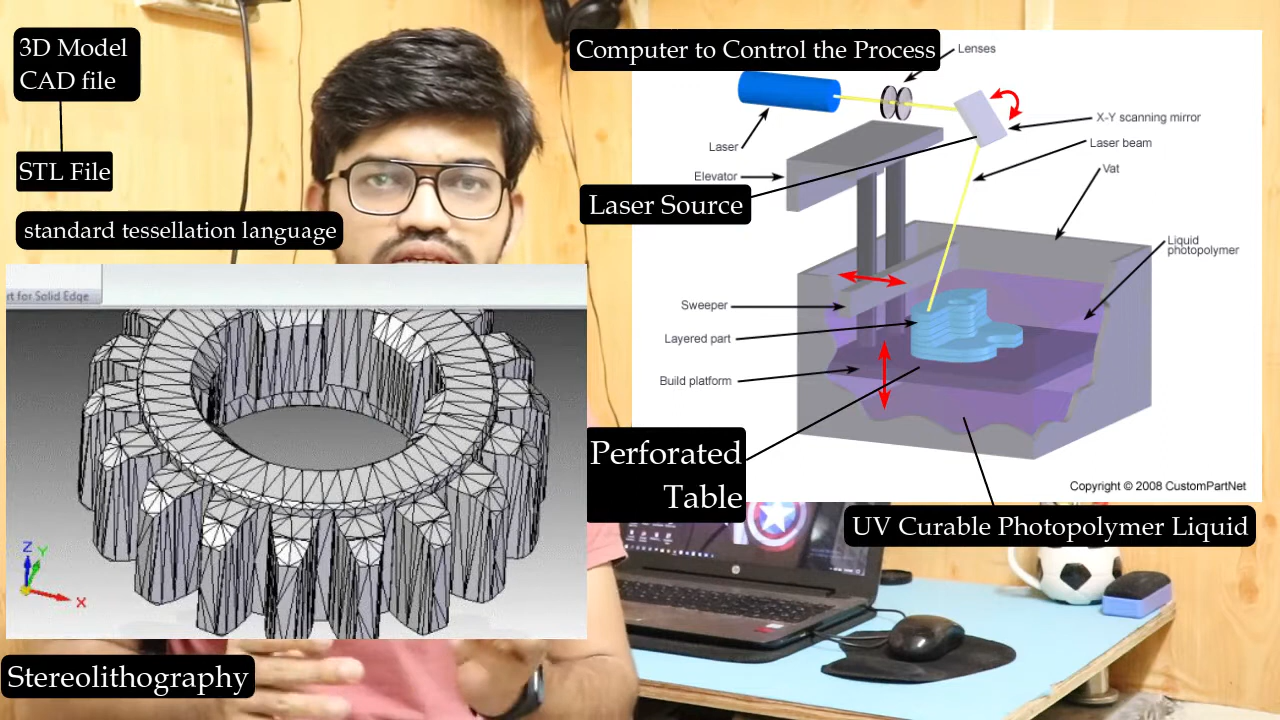 3D Model
CAD file
STL File
standard tessellation language
rt for Solid Edge
Z
Y
X
Stereolithography
Computer to Control the Process
Lenses
X-Y scanning mirror
Laser beam
Laser
Vat
Elevator
Laser Source
Liquid
photopolymer
Sweeper
Layered part
Build platform
Perforated
Table
Copyright © 2008 CustomPartNet
UV Curable Photopolymer Liquid
hp